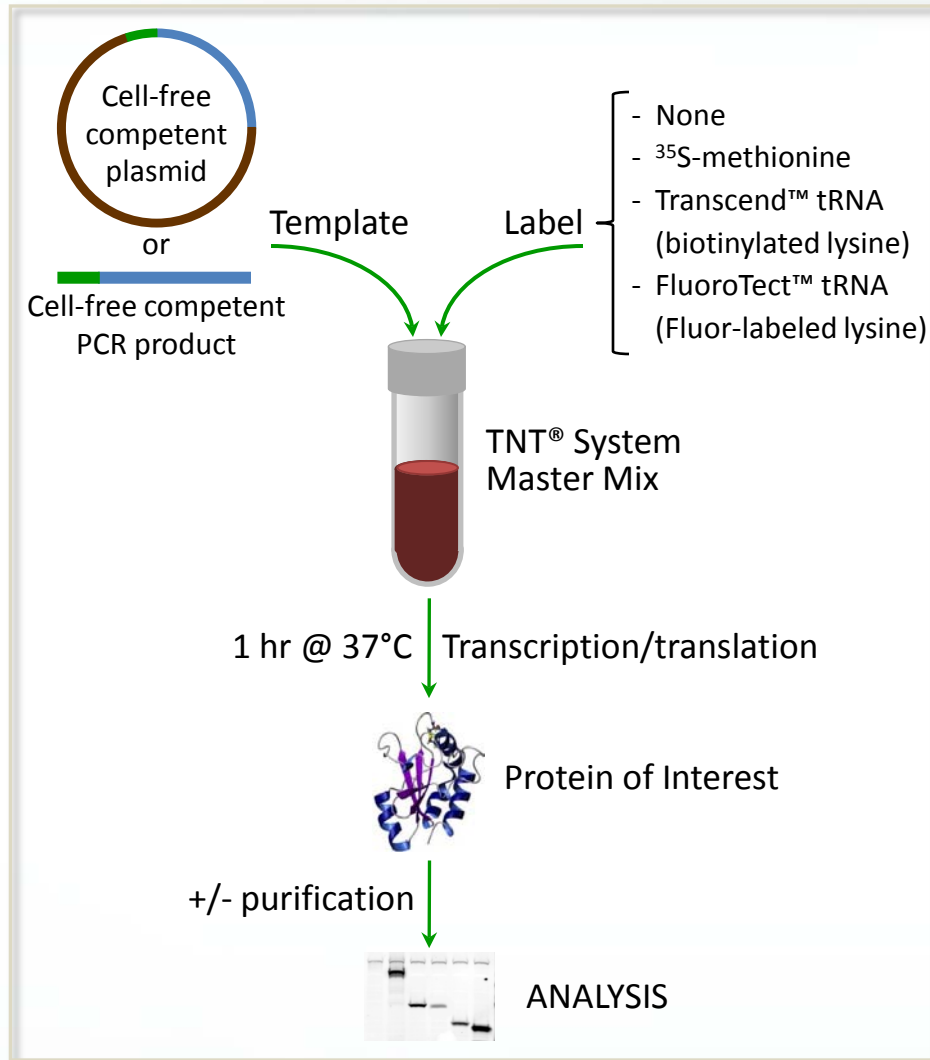 Cell-free
competent
plasmid
or
Cell-free competent
PCR product
Template
Label
- None
- ³⁵S-methionine
- Transcend™ tRNA
(biotinylated lysine)
- FluoroTect™ tRNA
(Fluor-labeled lysine)
TNT® System
Master Mix
1 hr @ 37°C
Transcription/translation
Protein of Interest
+/- purification
ANALYSIS